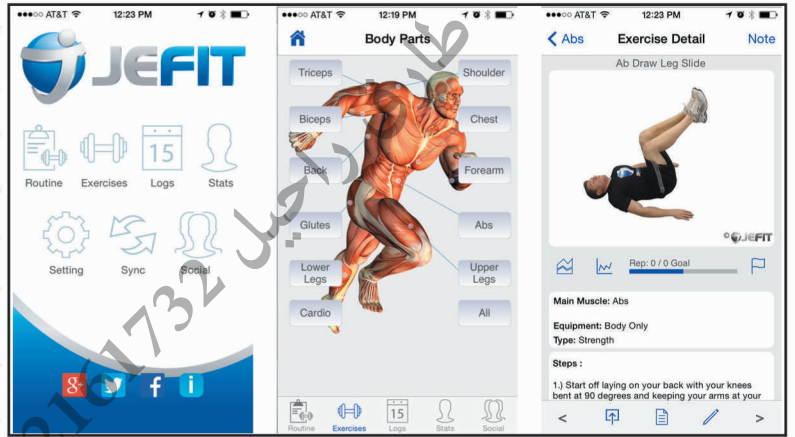 AT&T 12:23 PM
JEFIT
15
Routine Exercises Logs Stats
Setting Sync Social
8+ f i
AT&T 12:19 PM
Body Parts
Triceps Shoulder
Biceps Chest
Back Forearm
Glutes Abs
Lower Legs Upper Legs
Cardio All
15
Routine Exercises Logs Stats Social
AT&T 12:23 PM
Abs Exercise Detail Note
Ab Draw Leg Slide
©JEFIT
Rep: 0 / 0 Goal
Main Muscle: Abs
Equipment: Body Only
Type: Strength
Steps :
1.) Start off laying on your back with your knees
bent at 90 degrees and keeping your arms at your
< >
طارق راحيل
2161732